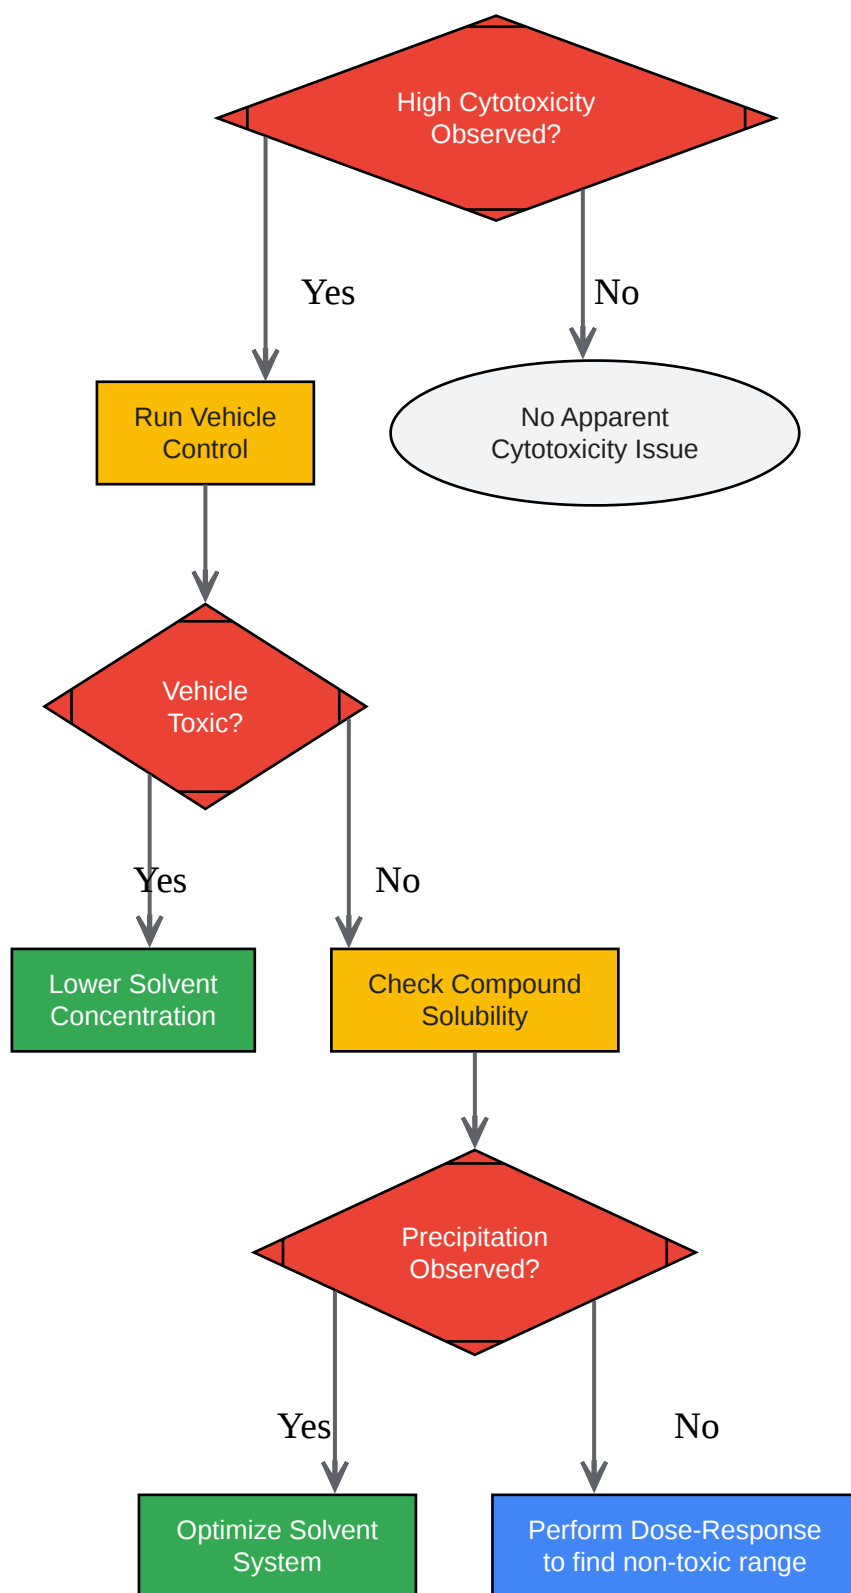 High Cytotoxicity
Observed?
Yes
No
Run Vehicle
Control
No Apparent
Cytotoxicity Issue
Vehicle
Toxic?
Yes
No
Lower Solvent
Concentration
Check Compound
Solubility
Precipitation
Observed?
Yes
No
Optimize Solvent
System
Perform Dose-Response
to find non-toxic range